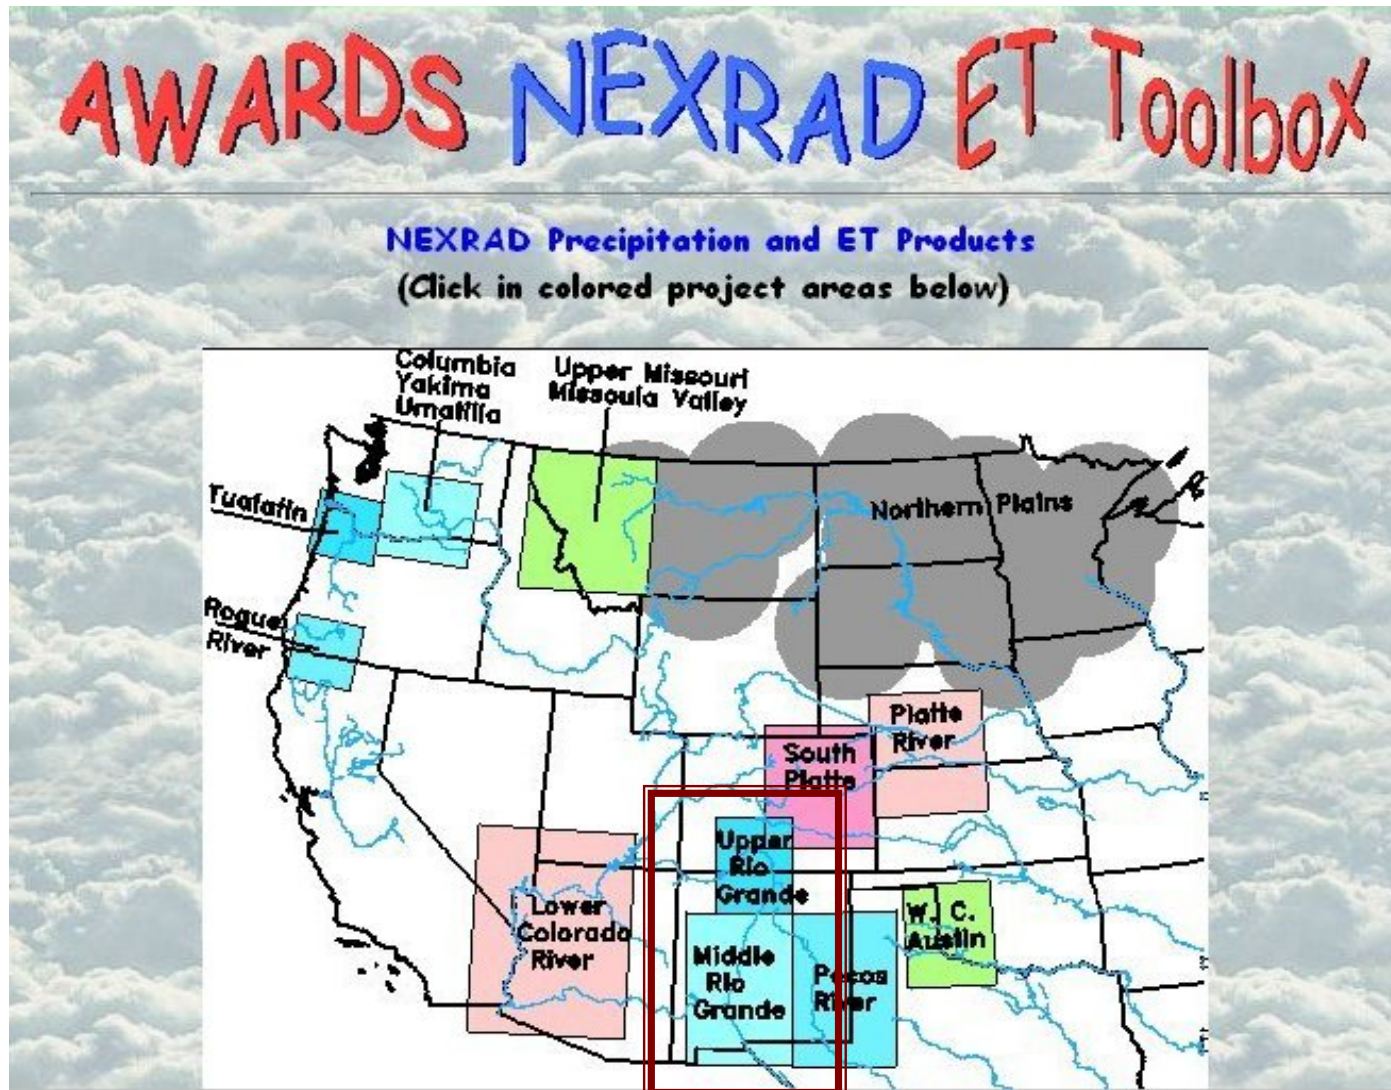 AWARDS NEXRAD ET Toolbox
NEXRAD Precipitation and ET Products
(Click in colored project areas below)
Columbia
Yakima
Umatilla
Upper Missouri
Missoula Valley
Tualatin
Northern Plains
Rogue
River
Platte
River
South
Platte
Upper
Rio
Grande
Lower
Colorado
River
W. C.
Austin
Middle
Rio
Grande
Pecos
River